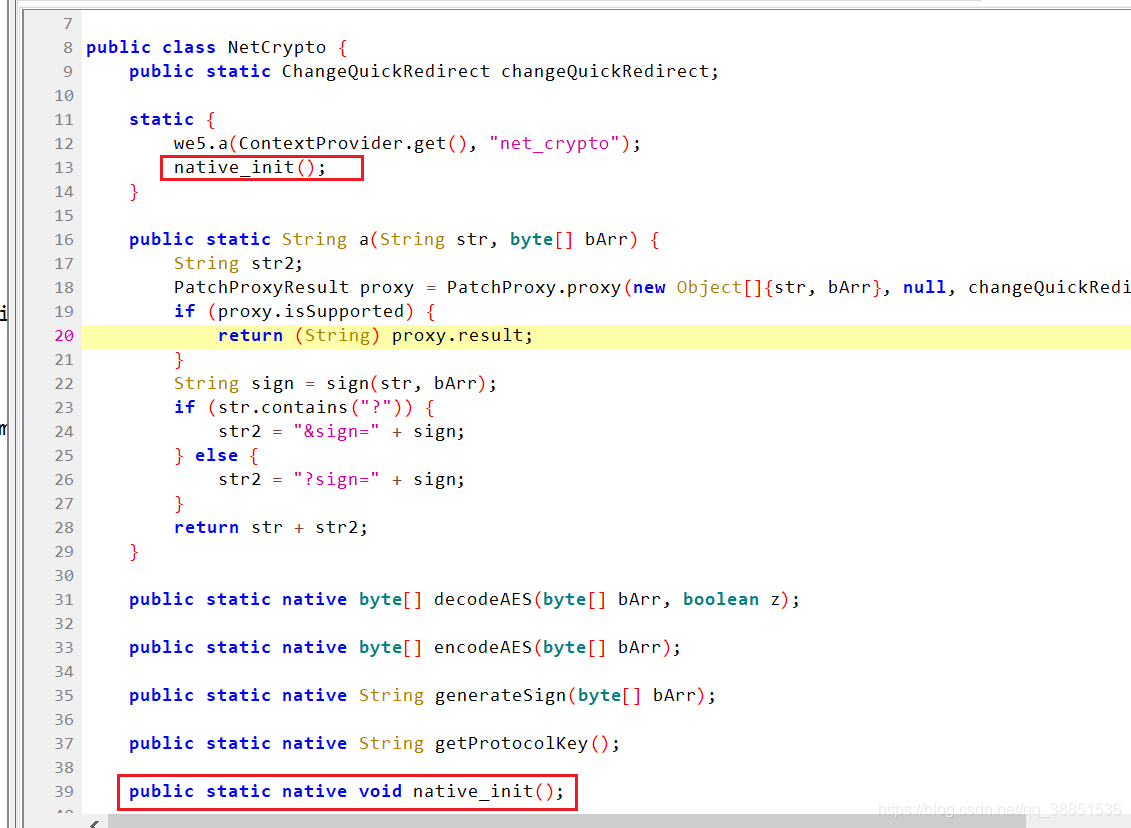 7
8 public class NetCrypto {
9 public static ChangeQuickRedirect changeQuickRedirect;
10
11 static {
12 we5.a(ContextProvider.get(), "net_crypto");
13 native_init();
14 }
15
16 public static String a(String str, byte[] bArr) {
17 String str2;
18 PatchProxyResult proxy = PatchProxy.proxy(new Object[]{str, bArr}, null, changeQuickRedi
19 if (proxy.isSupported) {
20 return (String) proxy.result;
21 }
22 String sign = sign(str, bArr);
23 if (str.contains("?")) {
24 str2 = "&sign=" + sign;
25 } else {
26 str2 = "?sign=" + sign;
27 }
28 return str + str2;
29 }
30
31 public static native byte[] decodeAES(byte[] bArr, boolean z);
32
33 public static native byte[] encodeAES(byte[] bArr);
34
35 public static native String generateSign(byte[] bArr);
36
37 public static native String getProtocolKey();
38
39 public static native void native_init();
https://blog.csdn.net/qq_38851536